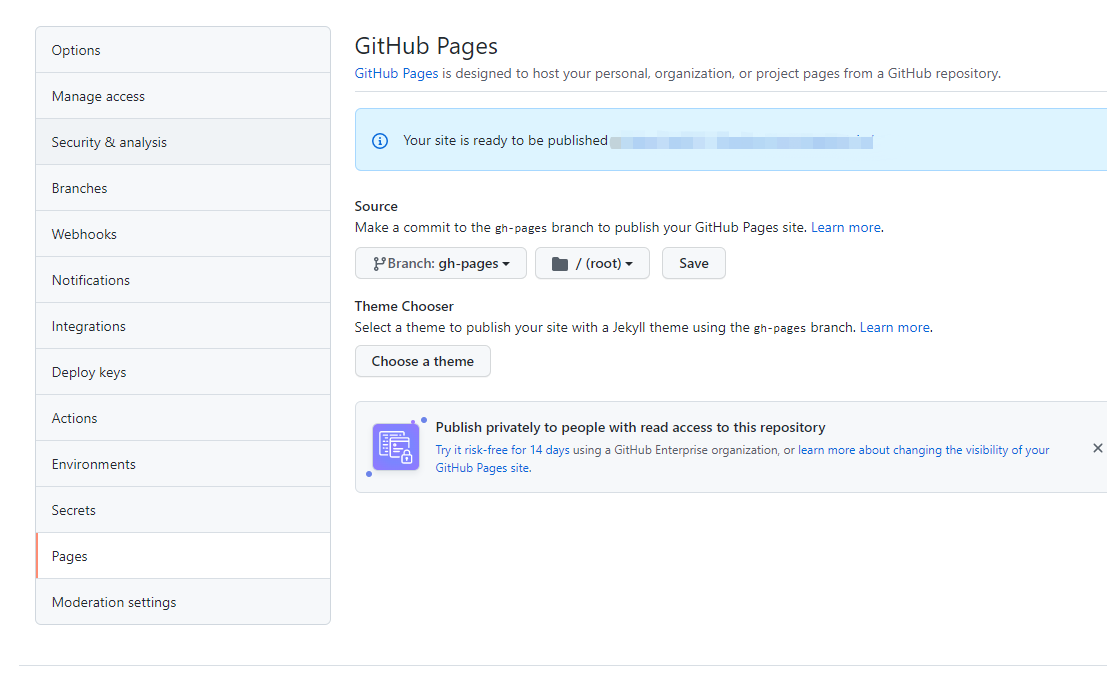 Options
Manage access
Security & analysis
Branches
Webhooks
Notifications
Integrations
Deploy keys
Actions
Environments
Secrets
Pages
Moderation settings
GitHub Pages
GitHub Pages is designed to host your personal, organization, or project pages from a GitHub repository.
Your site is ready to be published
Source
Make a commit to the gh-pages branch to publish your GitHub Pages site. Learn more.
Branch: gh-pages
/ (root)
Save
Theme Chooser
Select a theme to publish your site with a Jekyll theme using the gh-pages branch. Learn more.
Choose a theme
Publish privately to people with read access to this repository
Try it risk-free for 14 days using a GitHub Enterprise organization, or learn more about changing the visibility of your
GitHub Pages site.